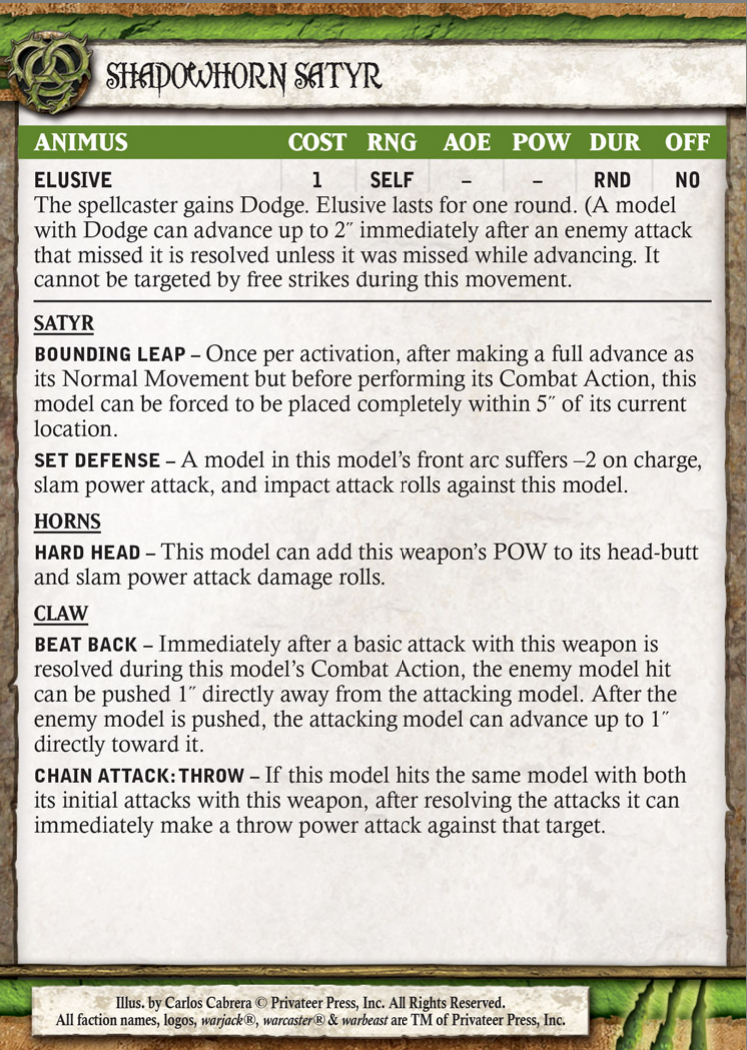 SHADOWHORN SATYR
ANIMUS COST RNG AOE POW DUR OFF
ELUSIVE 1 SELF – – RND NO
The spellcaster gains Dodge. Elusive lasts for one round. (A model
with Dodge can advance up to 2″ immediately after an enemy attack
that missed it is resolved unless it was missed while advancing. It
cannot be targeted by free strikes during this movement.
SATYR
BOUNDING LEAP – Once per activation, after making a full advance as
its Normal Movement but before performing its Combat Action, this
model can be forced to be placed completely within 5″ of its current
location.
SET DEFENSE – A model in this model's front arc suffers –2 on charge,
slam power attack, and impact attack rolls against this model.
HORNS
HARD HEAD – This model can add this weapon's POW to its head-butt
and slam power attack damage rolls.
CLAW
BEAT BACK – Immediately after a basic attack with this weapon is
resolved during this model's Combat Action, the enemy model hit
can be pushed 1″ directly away from the attacking model. After the
enemy model is pushed, the attacking model can advance up to 1″
directly toward it.
CHAIN ATTACK: THROW – If this model hits the same model with both
its initial attacks with this weapon, after resolving the attacks it can
immediately make a throw power attack against that target.
Illus. by Carlos Cabrera © Privateer Press, Inc. All Rights Reserved.
All faction names, logos, warjack®, warcaster® & warbeast are TM of Privateer Press, Inc.